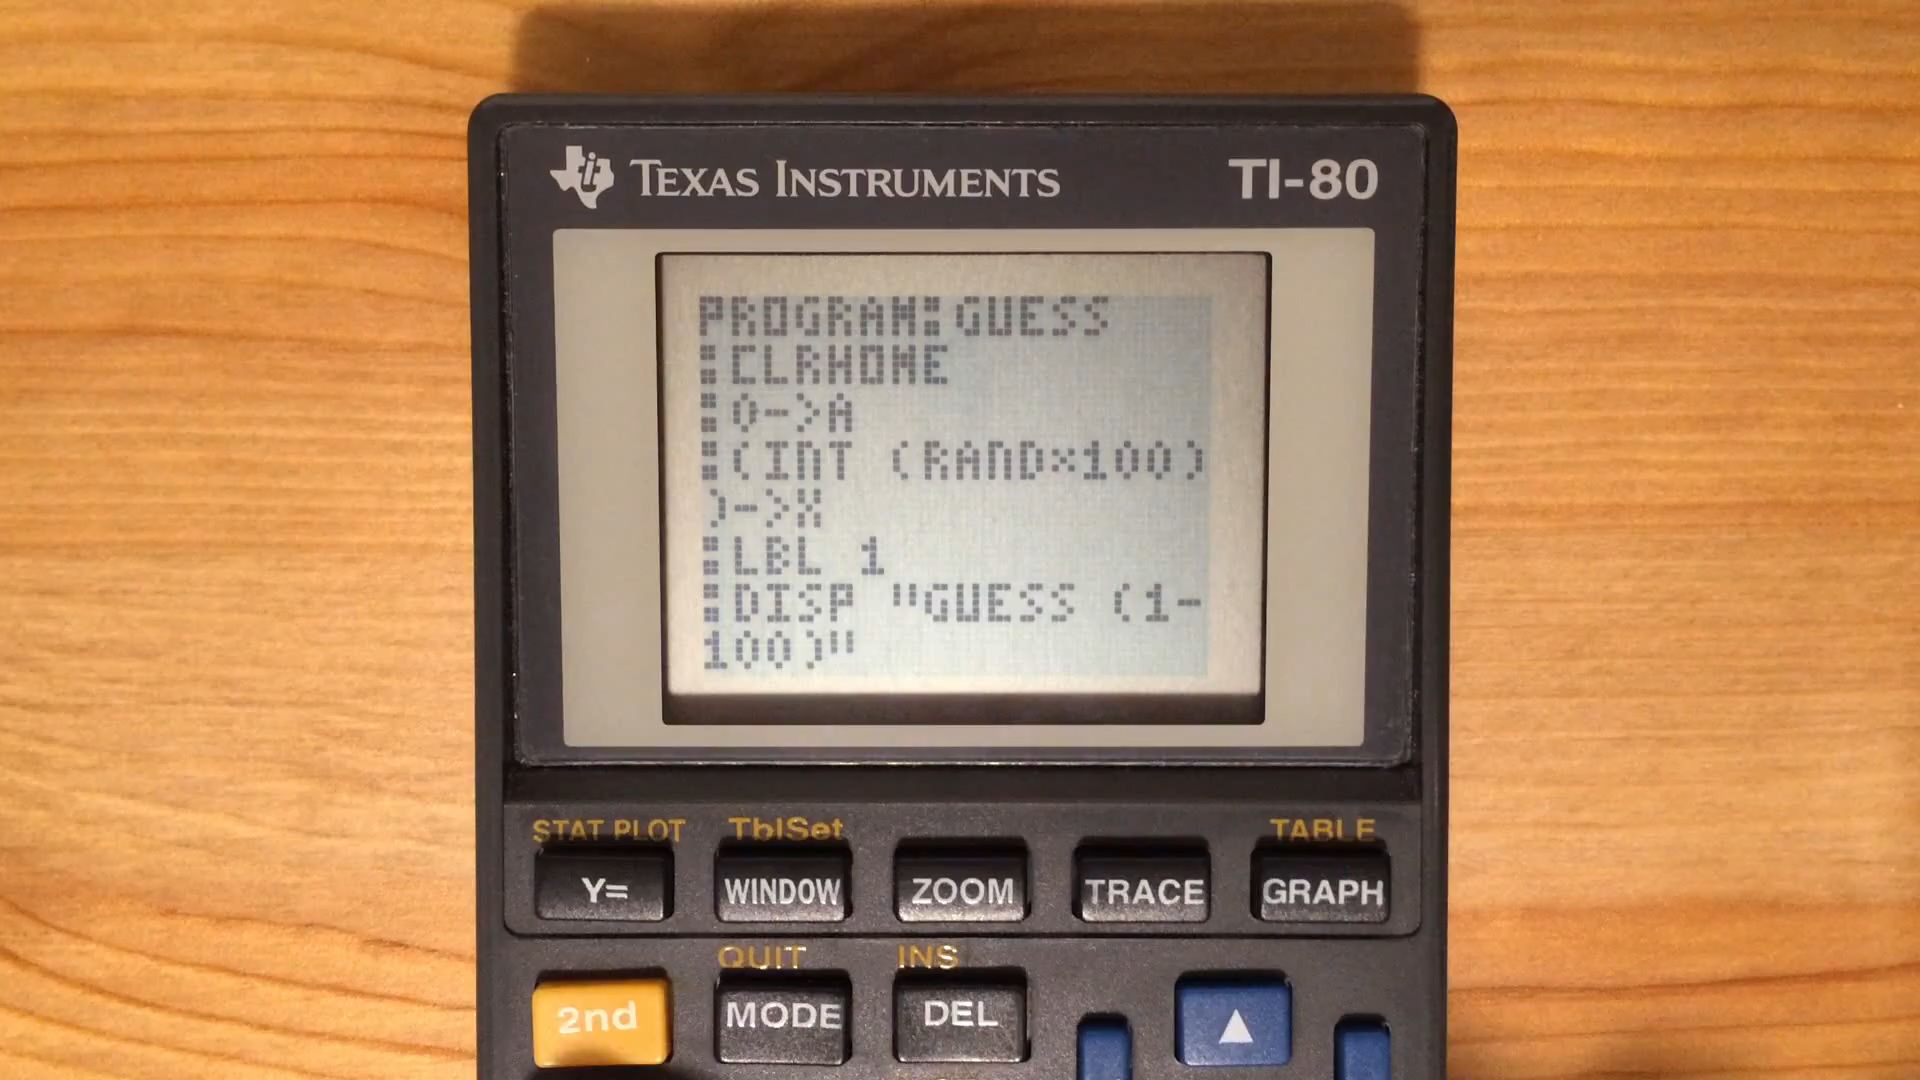 TEXAS INSTRUMENTS TI-80
PROGRAM:GUESS
:CLRHOME
:0->A
:(INT (RAND×100)
)->X
:LBL 1
:DISP "GUESS (1-
100)"
STAT PLOT TblSet TABLE
Y= WINDOW ZOOM TRACE GRAPH
QUIT INS
2nd MODE DEL